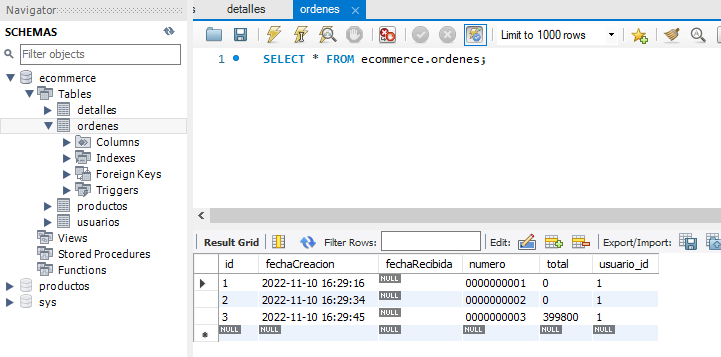 Navigator
SCHEMAS
Filter objects
ecommerce
Tables
detalles
ordenes
Columns
Indexes
Foreign Keys
Triggers
productos
usuarios
Views
Stored Procedures
Functions
productos
sys
detalles
ordenes
Limit to 1000 rows
1 SELECT * FROM ecommerce.ordenes;
Result Grid Filter Rows: Edit: Export/Import:
id fechaCreacion fechaRecibida numero total usuario_id
1 2022-11-10 16:29:16 NULL 0000000001 0 1
2 2022-11-10 16:29:34 NULL 0000000002 0 1
3 2022-11-10 16:29:45 NULL 0000000003 399800 1
NULL NULL NULL NULL NULL NULL